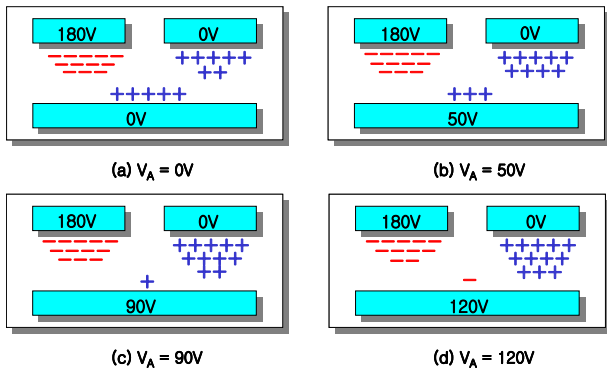 180V 0V
0V
(a) V_A = 0V
180V 0V
50V
(b) V_A = 50V
180V 0V
90V
(c) V_A = 90V
180V 0V
120V
(d) V_A = 120V